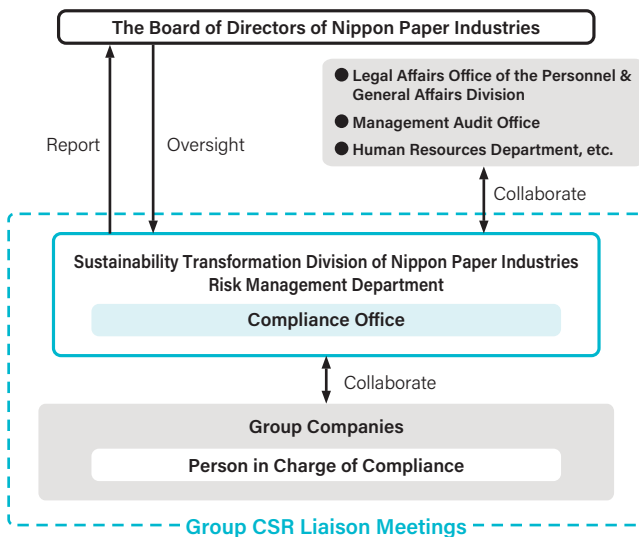 The Board of Directors of Nippon Paper Industries
● Legal Affairs Office of the Personnel &
General Affairs Division
● Management Audit Office
● Human Resources Department, etc.
Report
Oversight
Collaborate
Sustainability Transformation Division of Nippon Paper Industries
Risk Management Department
Compliance Office
Collaborate
Group Companies
Person in Charge of Compliance
Group CSR Liaison Meetings